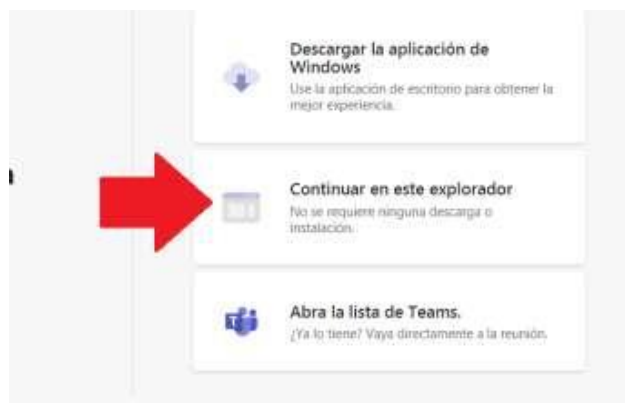 Descargar la aplicación de
Windows
Use la aplicación de escritorio para obtener la
mejor experiencia.
Continuar en este explorador
No se requiere ninguna descarga o
instalación.
Abra la lista de Teams.
¿Ya lo tiene? Vaya directamente a la reunión.